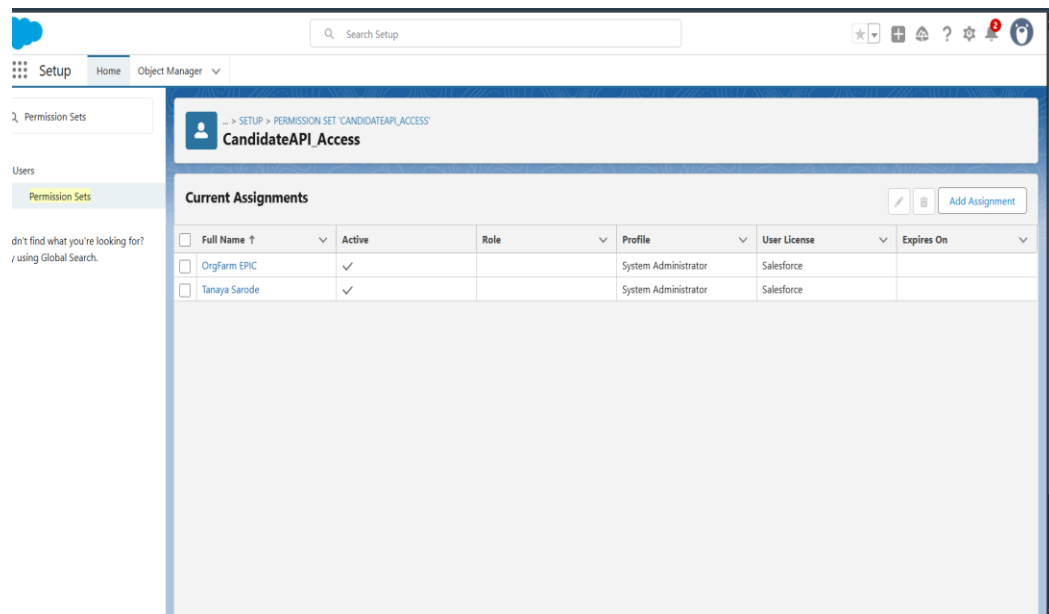 Search Setup
2
Setup Home Object Manager
Permission Sets
... > SETUP > PERMISSION SET 'CANDIDATEAPI_ACCESS'
CandidateAPI_Access
Users
Permission Sets
dn't find what you're looking for?
y using Global Search.
Current Assignments
Add Assignment
Full Name ↑ Active Role Profile User License Expires On
OrgFarm EPIC System Administrator Salesforce
Tanaya Sarode System Administrator Salesforce